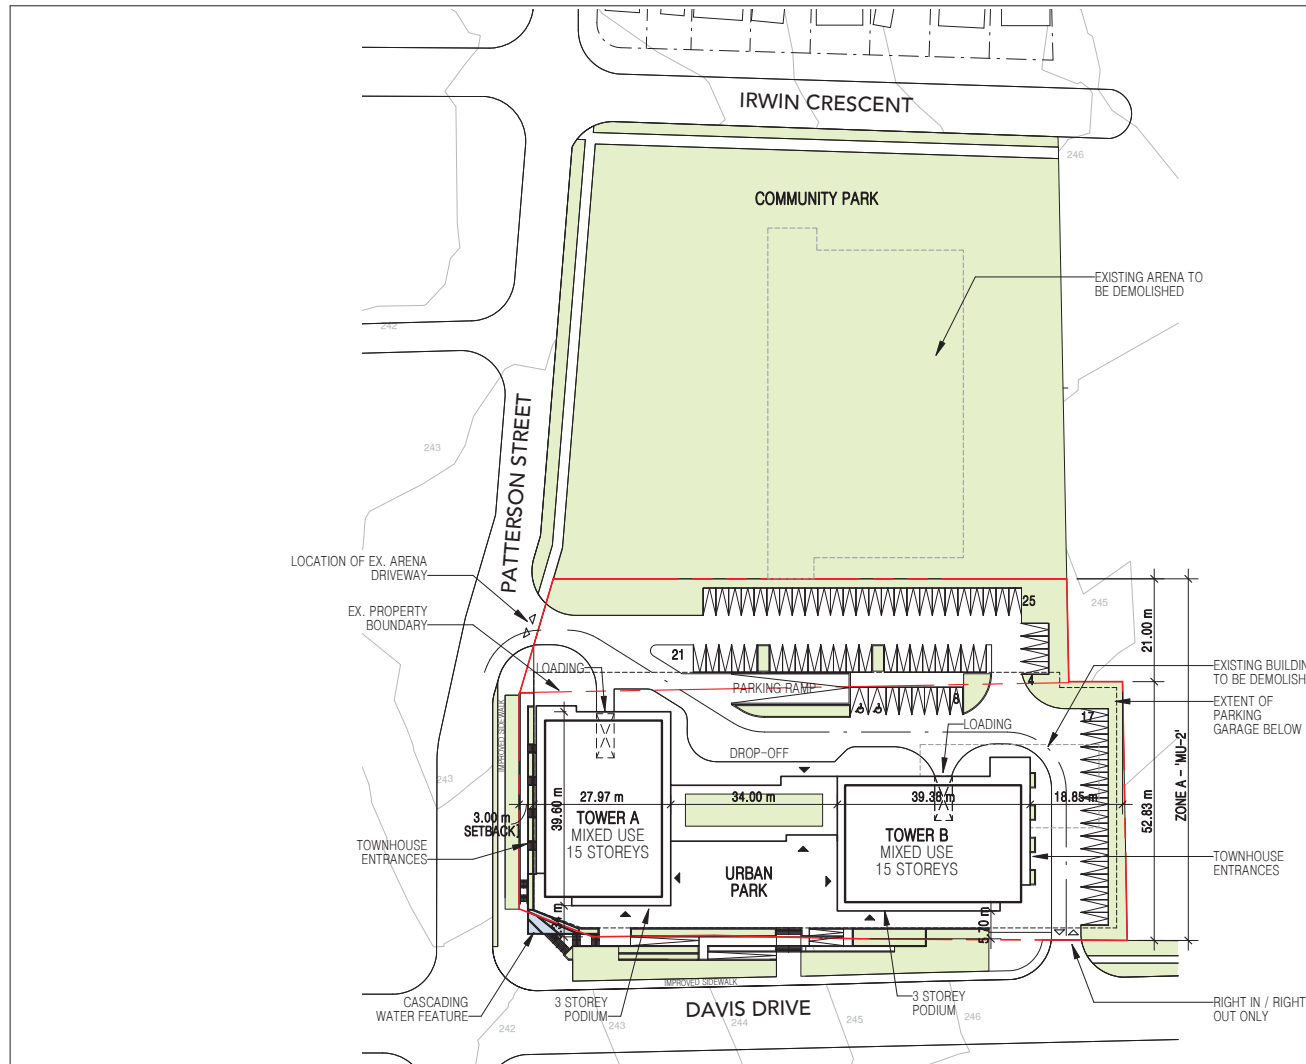 IRWIN CRESCENT
246
COMMUNITY PARK
EXISTING ARENA TO
BE DEMOLISHED
242
PATTERSON STREET
243
LOCATION OF EX. ARENA
DRIVEWAY
EX. PROPERTY
BOUNDARY
25
245
21.00 m
21
LOADING
PARKING RAMP
4
8
EXISTING BUILDIN
TO BE DEMOLISH
EXTENT OF
PARKING
GARAGE BELOW
17
LOADING
IMPROVED SIDEWALK
DROP-OFF
243
ZONE A - 'MU-2'
52.83 m
27.97 m
34.00 m
39.38 m
18.85 m
39.60 m
3.00 m
SETBACK
TOWER A
MIXED USE
15 STOREYS
TOWER B
MIXED USE
15 STOREYS
TOWNHOUSE
ENTRANCES
TOWNHOUSE
ENTRANCES
URBAN
PARK
5.70 m
IMPROVED SIDEWALK
CASCADING
WATER FEATURE
3 STOREY
PODIUM
3 STOREY
PODIUM
RIGHT IN / RIGHT
OUT ONLY
DAVIS DRIVE
242
243
244
245
246